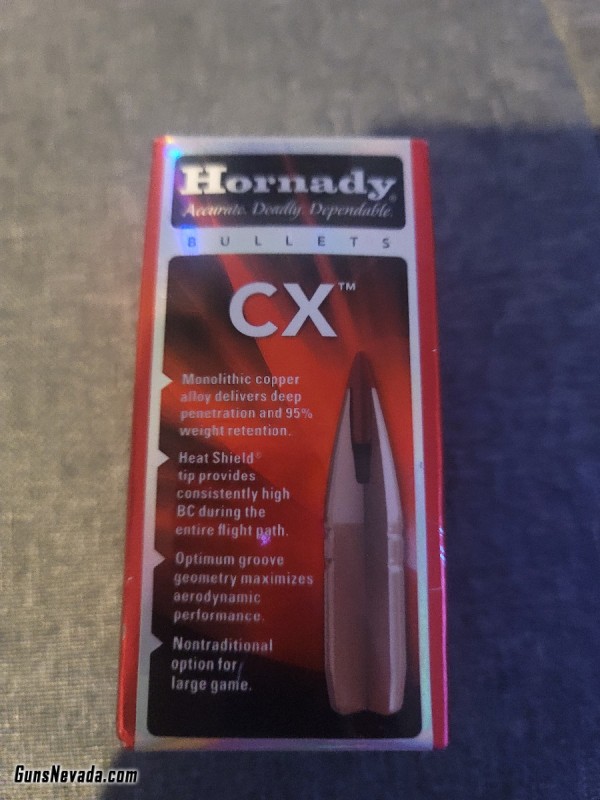 Hornady®
Accurate. Deadly. Dependable.
BULLETS
CX™
Monolithic copper
alloy delivers deep
penetration and 95%
weight retention.
Heat Shield®
tip provides
consistently high
BC during the
entire flight path.
Optimum groove
geometry maximizes
aerodynamic
performance.
Nontraditional
option for
large game.
GunsNevada.com